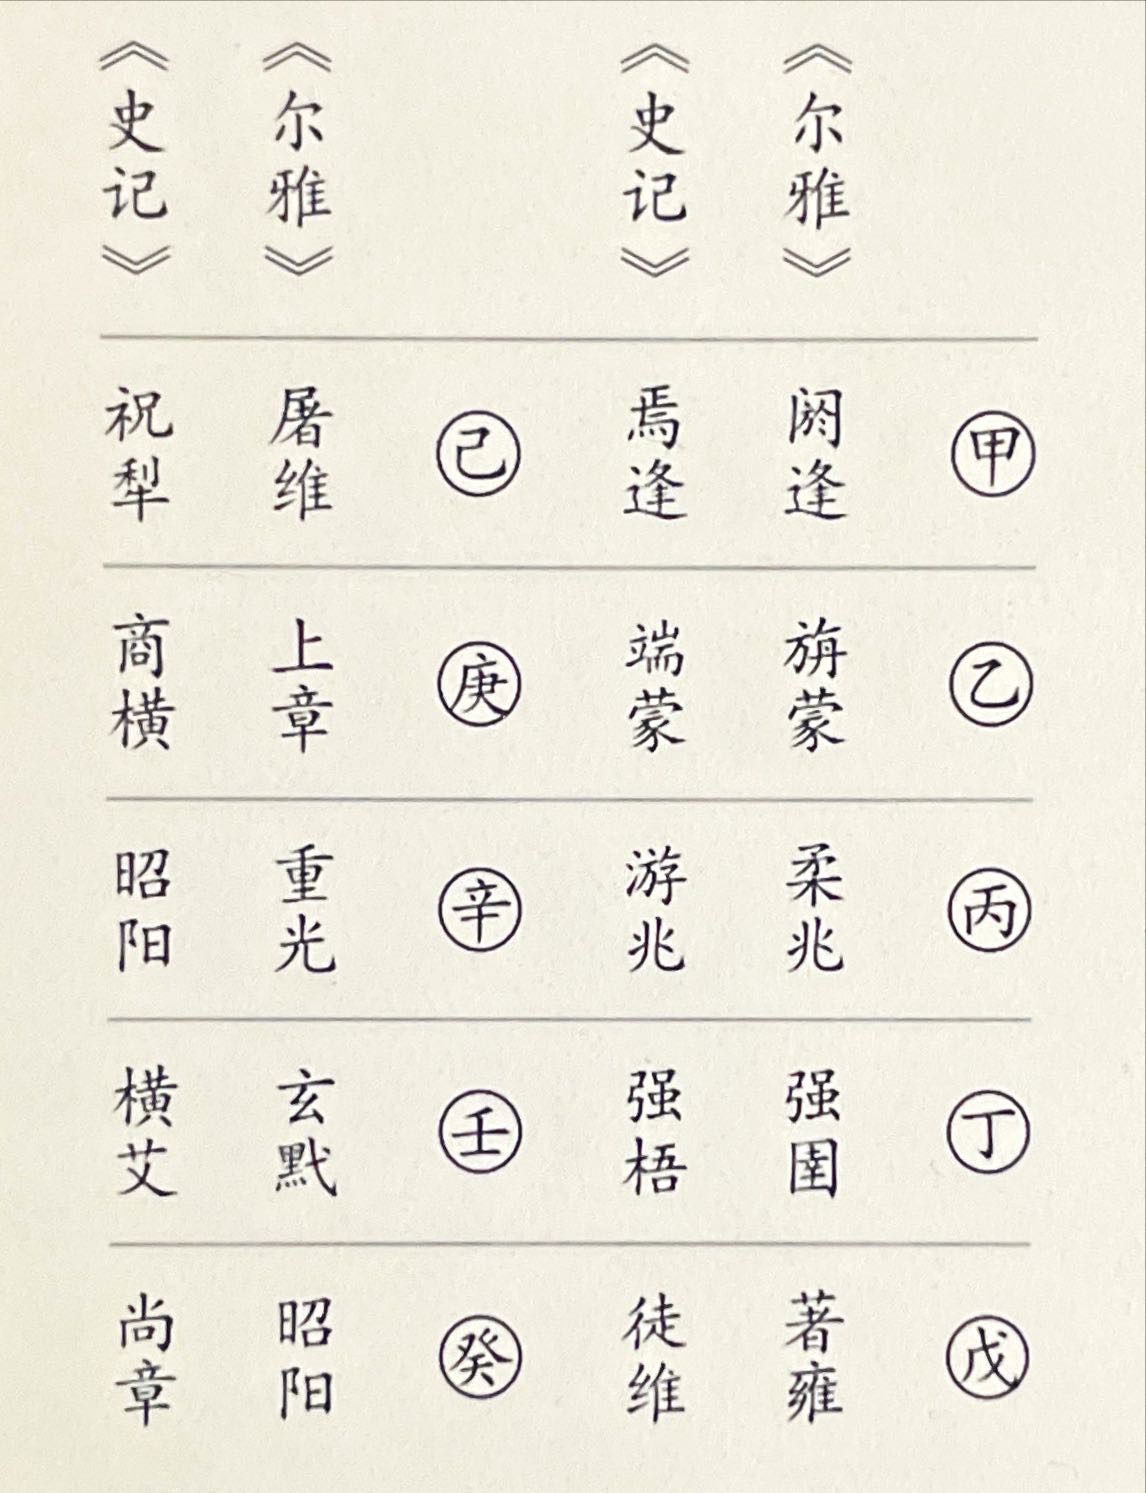 甲 乙 丙 丁 戊
《尔雅》 阏逢 旃蒙 柔兆 强圉 著雍
《史记》 焉逢 端蒙 游兆 强梧 徒维
己 庚 辛 壬 癸
《尔雅》 屠维 上章 重光 玄黓 昭阳
《史记》 祝犁 商横 昭阳 横艾 尚章